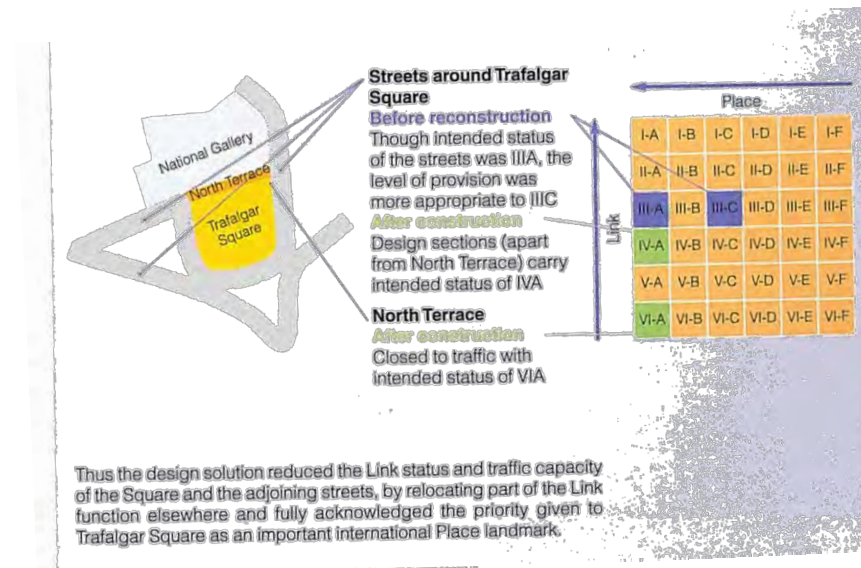 National Gallery
North Terrace
Trafalgar
Square
Streets around Trafalgar
Square
Before reconstruction
Though intended status
of the streets was IIIA, the
level of provision was
more appropriate to IIIC
After construction
Design sections (apart
from North Terrace) carry
intended status of IVA
North Terrace
After construction
Closed to traffic with
intended status of VIA
Place
Link
I-A I-B I-C I-D I-E I-F
II-A II-B II-C II-D II-E II-F
III-A III-B III-C III-D III-E III-F
IV-A IV-B IV-C IV-D IV-E IV-F
V-A V-B V-C V-D V-E V-F
VI-A VI-B VI-C VI-D VI-E VI-F
Thus the design solution reduced the Link status and traffic capacity
of the Square and the adjoining streets, by relocating part of the Link
function elsewhere and fully acknowledged the priority given to
Trafalgar Square as an important international Place landmark.